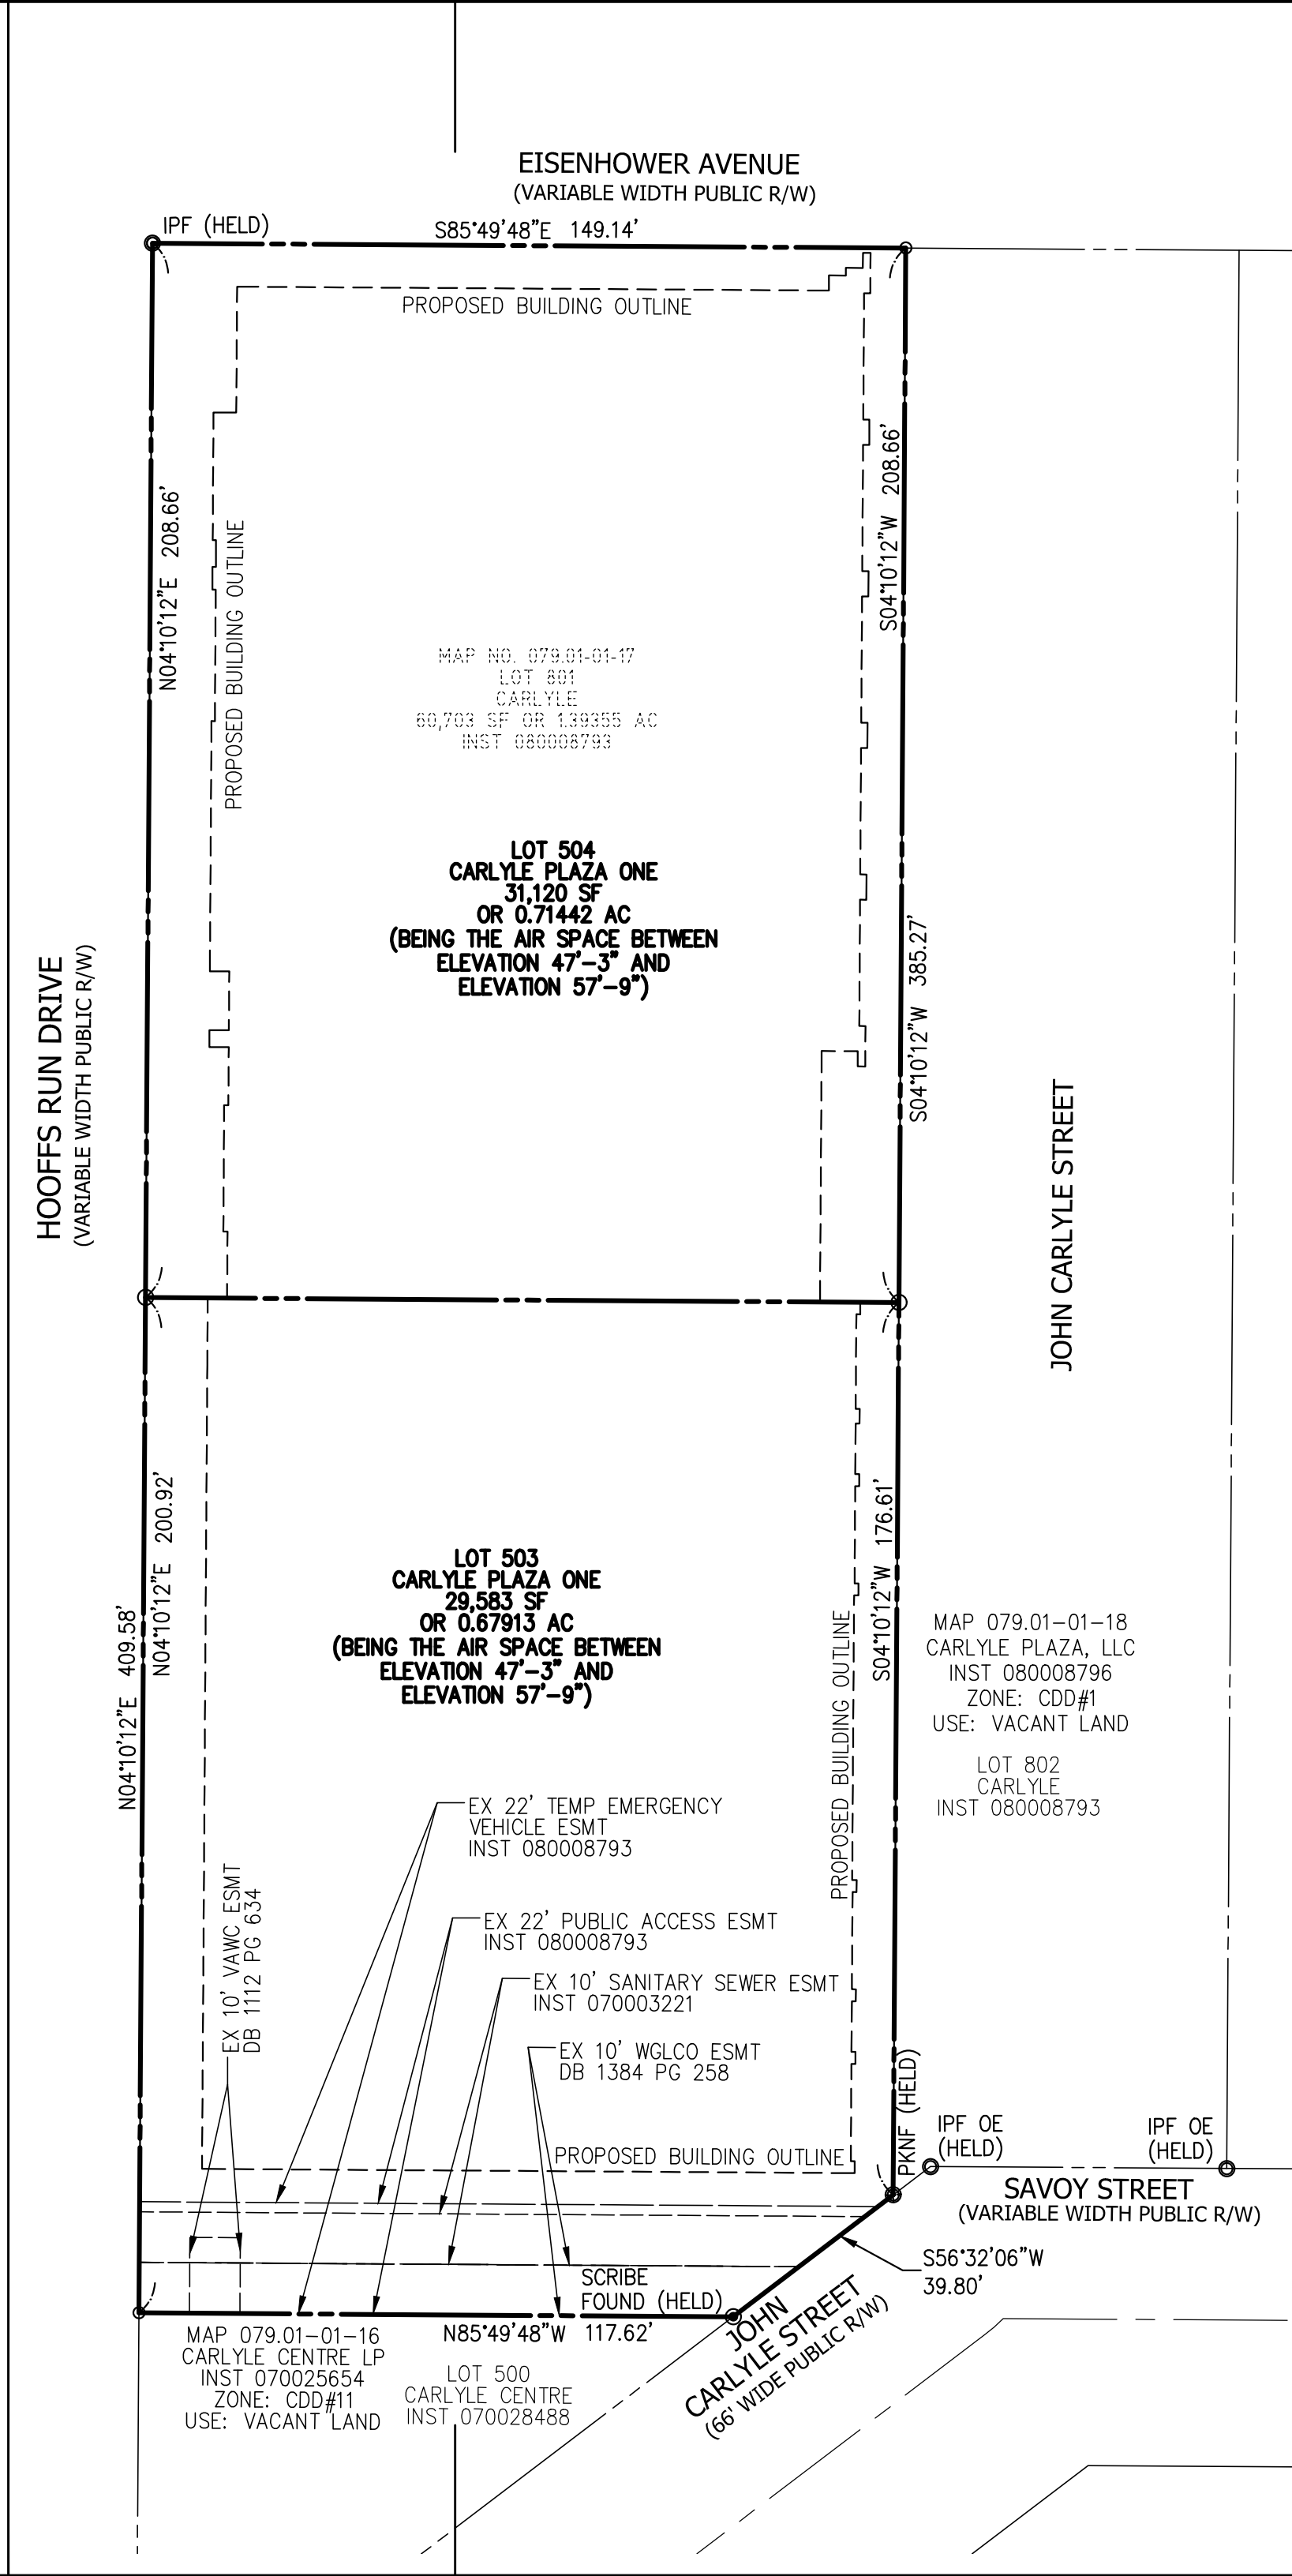 EISENHOWER AVENUE
(VARIABLE WIDTH PUBLIC R/W)
IPF (HELD)
S85°49'48"E 149.14'
PROPOSED BUILDING OUTLINE
N04°10'12"E 208.66'
PROPOSED BUILDING OUTLINE
S04°10'12"W 208.66'
MAP NO. 079.01-01-17
LOT 801
CARLYLE
60,703 SF OR 1.39355 AC
INST 080008793
LOT 504
CARLYLE PLAZA ONE
31,120 SF
OR 0.71442 AC
(BEING THE AIR SPACE BETWEEN
ELEVATION 47'-3" AND
ELEVATION 57'-9")
HOOFFS RUN DRIVE
(VARIABLE WIDTH PUBLIC R/W)
S04°10'12"W 385.27'
JOHN CARLYLE STREET
N04°10'12"E 409.58'
N04°10'12"E 200.92'
LOT 503
CARLYLE PLAZA ONE
29,583 SF
OR 0.67913 AC
(BEING THE AIR SPACE BETWEEN
ELEVATION 47'-3" AND
ELEVATION 57'-9")
S04°10'12"W 176.61'
PROPOSED BUILDING OUTLINE
MAP 079.01-01-18
CARLYLE PLAZA, LLC
INST 080008796
ZONE: CDD#1
USE: VACANT LAND
LOT 802
CARLYLE
INST 080008793
EX 22' TEMP EMERGENCY
VEHICLE ESMT
INST 080008793
EX 10' VAWC ESMT
DB 1112 PG 634
EX 22' PUBLIC ACCESS ESMT
INST 080008793
EX 10' SANITARY SEWER ESMT
INST 070003221
EX 10' WGLCO ESMT
DB 1384 PG 258
PKNF (HELD)
IPF OE
(HELD)
IPF OE
(HELD)
PROPOSED BUILDING OUTLINE
SAVOY STREET
(VARIABLE WIDTH PUBLIC R/W)
S56°32'06"W
39.80'
SCRIBE
FOUND (HELD)
N85°49'48"W 117.62'
JOHN
CARLYLE STREET
(66' WIDE PUBLIC R/W)
MAP 079.01-01-16
CARLYLE CENTRE LP
INST 070025654
ZONE: CDD#11
USE: VACANT LAND
LOT 500
CARLYLE CENTRE
INST 070028488